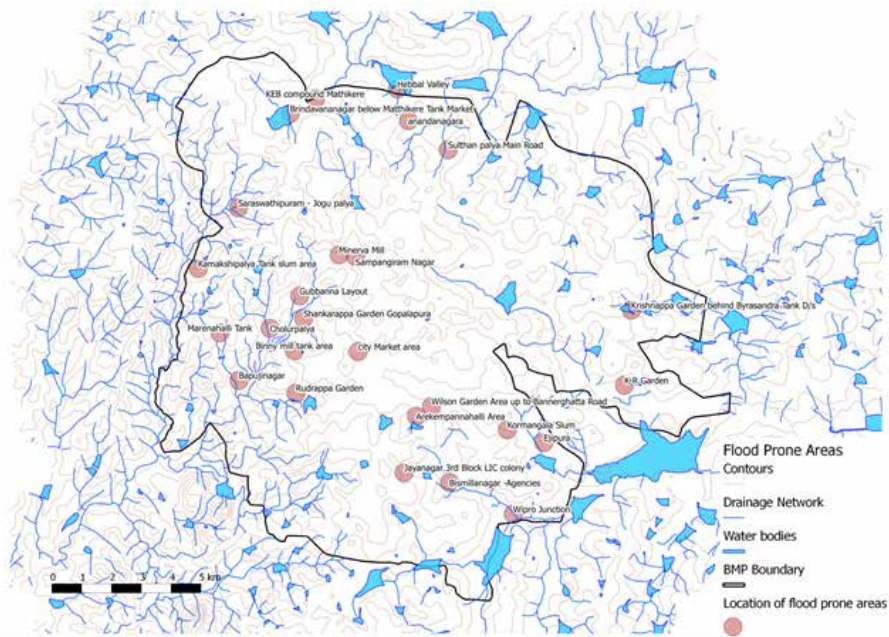 Hebbal Valley
KEB compound Mathikere
Brindavananagar below Matthikere Tank Market
anandanagara
Sulthan palya Main Road
Saraswathipuram - Jogu palya
Minerva Mill
Sampangiram Nagar
Kamakshipalya Tank slum area
Gubbanna Layout
Krishnappa Garden behind Byrasandra Tank D/s
Shankarappa Garden Gopalapura
Marenahalli Tank
Cholurpalya
Binny mill tank area
city Market area
Bapujinagar
Rudrappa Garden
K.R Garden
Wilson Garden Area up to Bannerghatta Road
Arekempannahalli Area
Kormangala Slum
Ejipura
Jayanagar 3rd Block LIC colony
Bismillanagar -Agencies
Wipro Junction
Flood Prone Areas
Contours
Drainage Network
Water bodies
BMP Boundary
Location of flood prone areas
0 1 2 3 4 5 km